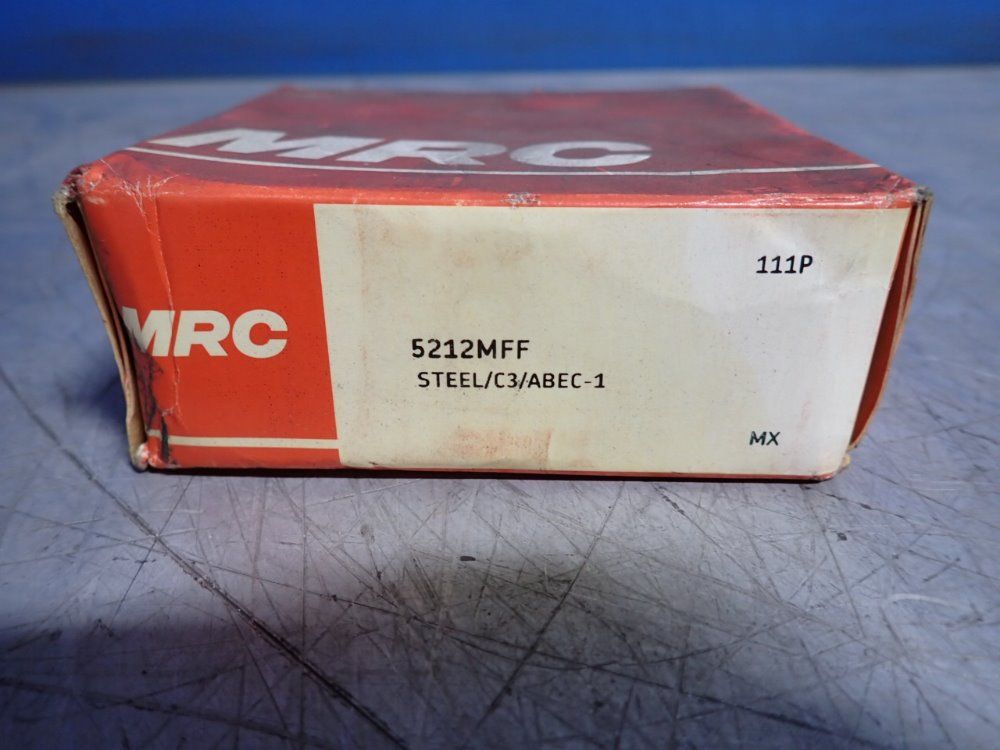 MRC
111P
MRC
5212MFF
STEEL/C3/ABEC-1
MX